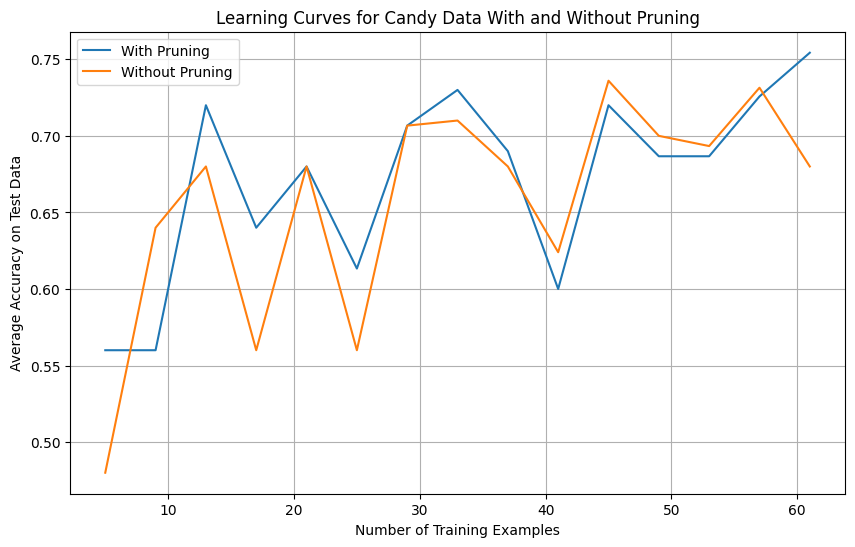 Learning Curves for Candy Data With and Without Pruning
With Pruning
Without Pruning
0.75
0.70
0.65
0.60
0.55
0.50
Average Accuracy on Test Data
10 20 30 40 50 60
Number of Training Examples